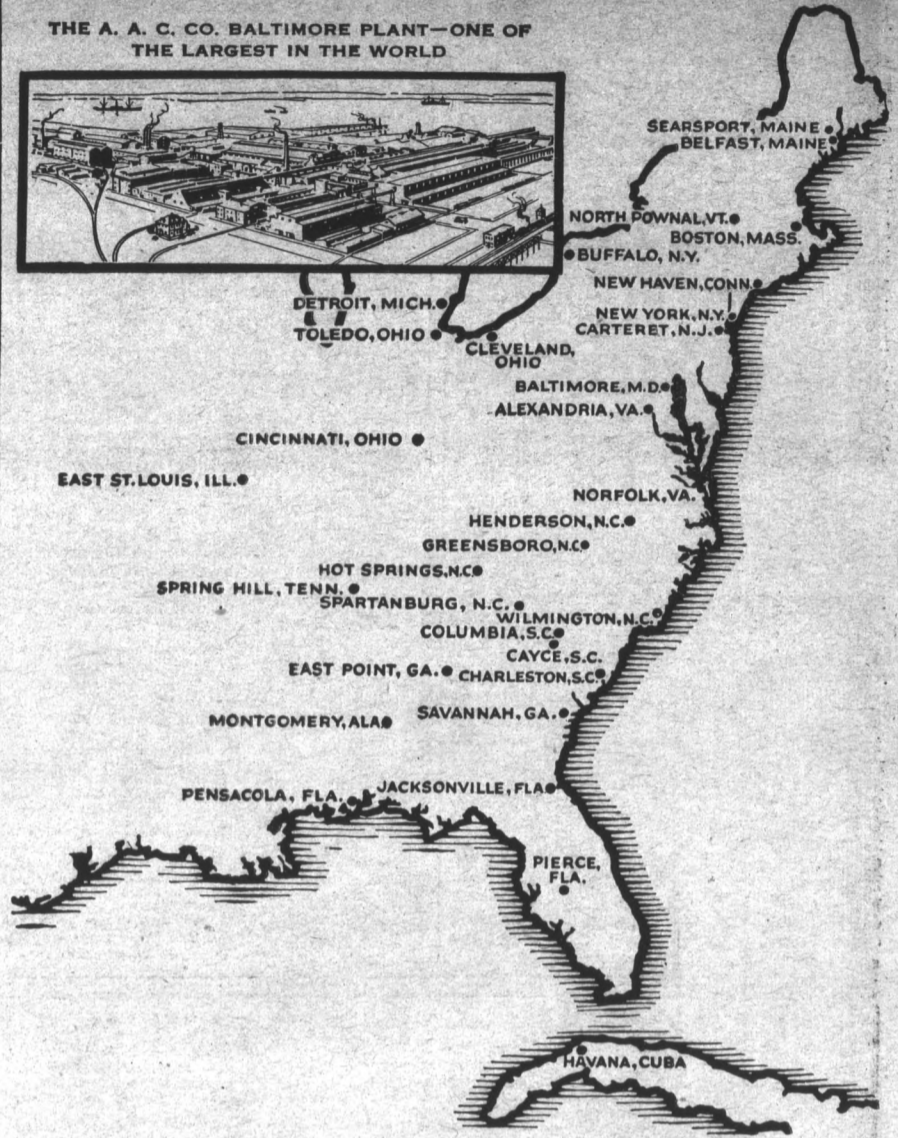 THE A. A. C. CO. BALTIMORE PLANT—ONE OF
THE LARGEST IN THE WORLD
SEARSPORT, MAINE
BELFAST, MAINE
NORTH POWNAL, VT.
BOSTON, MASS.
BUFFALO, N.Y.
NEW HAVEN, CONN.
DETROIT, MICH.
NEW YORK, N.Y.
CARTERET, N.J.
TOLEDO, OHIO
CLEVELAND,
OHIO
BALTIMORE, M.D.
ALEXANDRIA, VA.
CINCINNATI, OHIO
EAST ST. LOUIS, ILL.
NORFOLK, VA.
HENDERSON, N.C.
GREENSBORO, N.C.
HOT SPRINGS, N.C.
SPRING HILL, TENN.
SPARTANBURG, N.C.
WILMINGTON, N.C.
COLUMBIA, S.C.
CAYCE, S.C.
EAST POINT, GA.
CHARLESTON, S.C.
SAVANNAH, GA.
MONTGOMERY, ALA
JACKSONVILLE, FLA
PENSACOLA, FLA.
PIERCE,
FLA.
HAVANA, CUBA